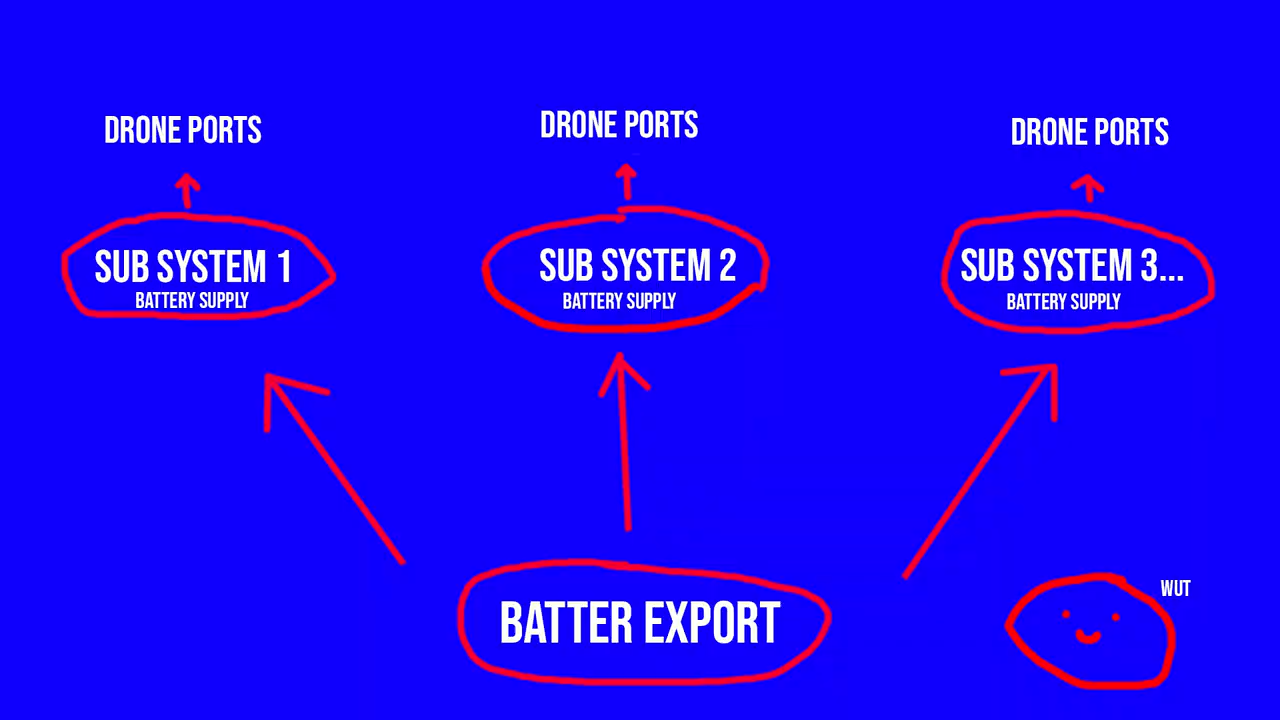 DRONE PORTS
DRONE PORTS
DRONE PORTS
SUB SYSTEM 1
BATTERY SUPPLY
SUB SYSTEM 2
BATTERY SUPPLY
SUB SYSTEM 3...
BATTERY SUPPLY
BATTER EXPORT
WUT